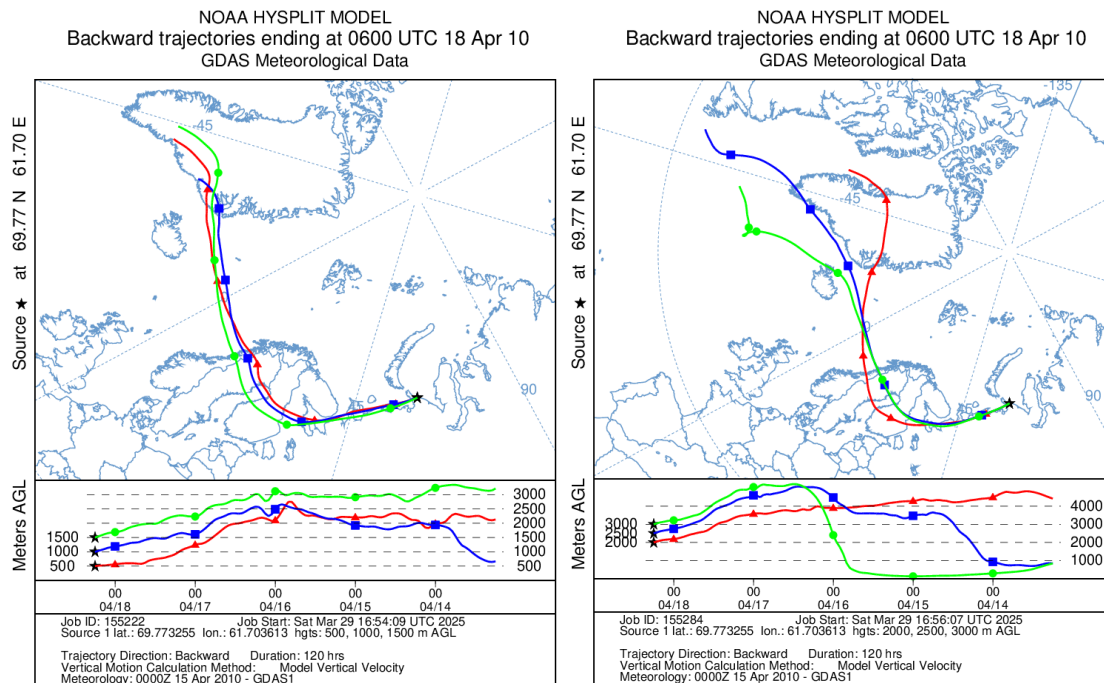 NOAA HYSPLIT MODEL
Backward trajectories ending at 0600 UTC 18 Apr 10
GDAS Meteorological Data
Source ★ at 69.77 N 61.70 E
-45
90
Meters AGL
1500
1000
500
3000
2500
2000
1500
1000
500
00 00 00 00 00
04/18 04/17 04/16 04/15 04/14
Job ID: 155222 Job Start: Sat Mar 29 16:54:09 UTC 2025
Source 1 lat.: 69.773255 lon.: 61.703613 hgts: 500, 1000, 1500 m AGL
Trajectory Direction: Backward Duration: 120 hrs
Vertical Motion Calculation Method: Model Vertical Velocity
Meteorology: 0000Z 15 Apr 2010 - GDAS1
NOAA HYSPLIT MODEL
Backward trajectories ending at 0600 UTC 18 Apr 10
GDAS Meteorological Data
Source ★ at 69.77 N 61.70 E
-135
-90
-45
0
90
Meters AGL
3000
2500
2000
4000
3000
2000
1000
00 00 00 00 00
04/18 04/17 04/16 04/15 04/14
Job ID: 155284 Job Start: Sat Mar 29 16:56:07 UTC 2025
Source 1 lat.: 69.773255 lon.: 61.703613 hgts: 2000, 2500, 3000 m AGL
Trajectory Direction: Backward Duration: 120 hrs
Vertical Motion Calculation Method: Model Vertical Velocity
Meteorology: 0000Z 15 Apr 2010 - GDAS1